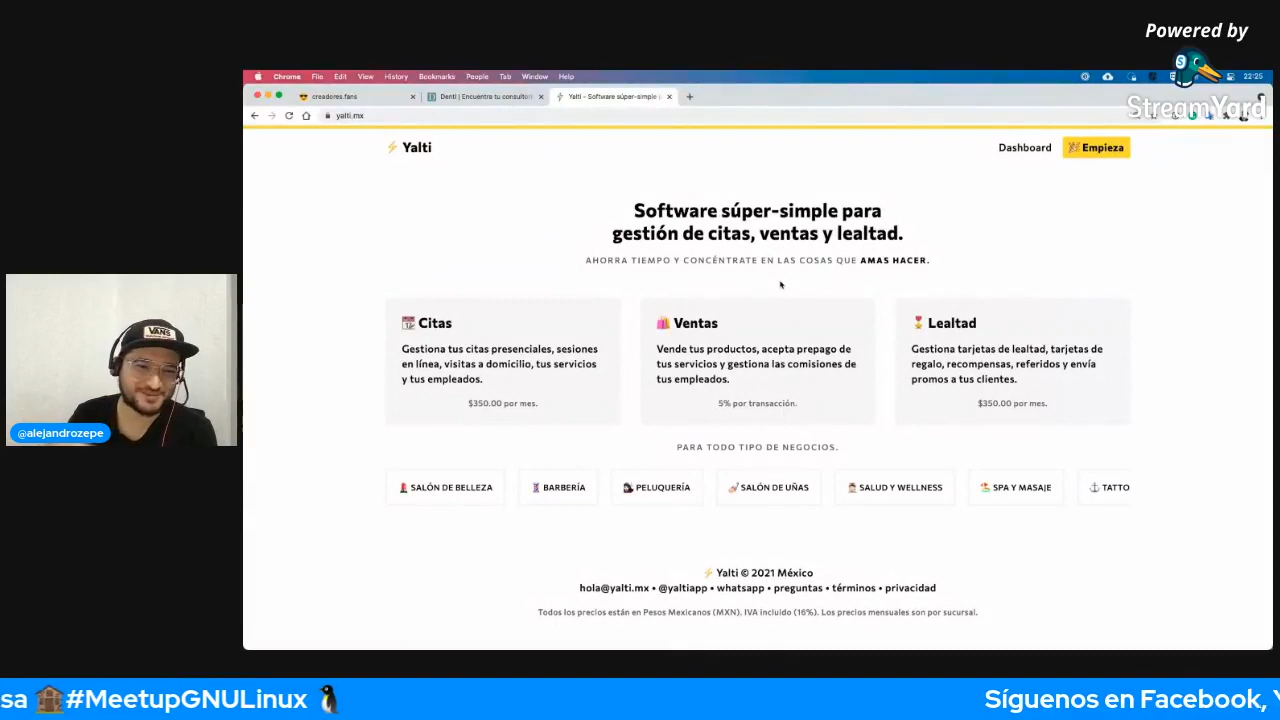 Powered by
StreamYard
Chrome File Edit View History Bookmarks People Tab Window Help
22:25
creadores.fans
Denti | Encuentra tu consultori
Yalti - Software súper-simple
yalti.mx
⚡ Yalti
Dashboard
Empieza
Software súper-simple para
gestión de citas, ventas y lealtad.
AHORRA TIEMPO Y CONCÉNTRATE EN LAS COSAS QUE AMAS HACER.
Citas
Gestiona tus citas presenciales, sesiones
en línea, visitas a domicilio, tus servicios
y tus empleados.
$350.00 por mes.
Ventas
Vende tus productos, acepta prepago de
tus servicios y gestiona las comisiones de
tus empleados.
5% por transacción.
Lealtad
Gestiona tarjetas de lealtad, tarjetas de
regalo, recompensas, referidos y envía
promos a tus clientes.
$350.00 por mes.
PARA TODO TIPO DE NEGOCIOS.
SALÓN DE BELLEZA
BARBERÍA
PELUQUERÍA
SALÓN DE UÑAS
SALUD Y WELLNESS
SPA Y MASAJE
TATTO
⚡ Yalti © 2021 México
hola@yalti.mx • @yaltiapp • whatsapp • preguntas • términos • privacidad
Todos los precios están en Pesos Mexicanos (MXN), IVA incluido (16%). Los precios mensuales son por sucursal.
VANS
@alejandrozepe
sa 🏚️#MeetupGNULinux 🐧
Síguenos en Facebook, Y